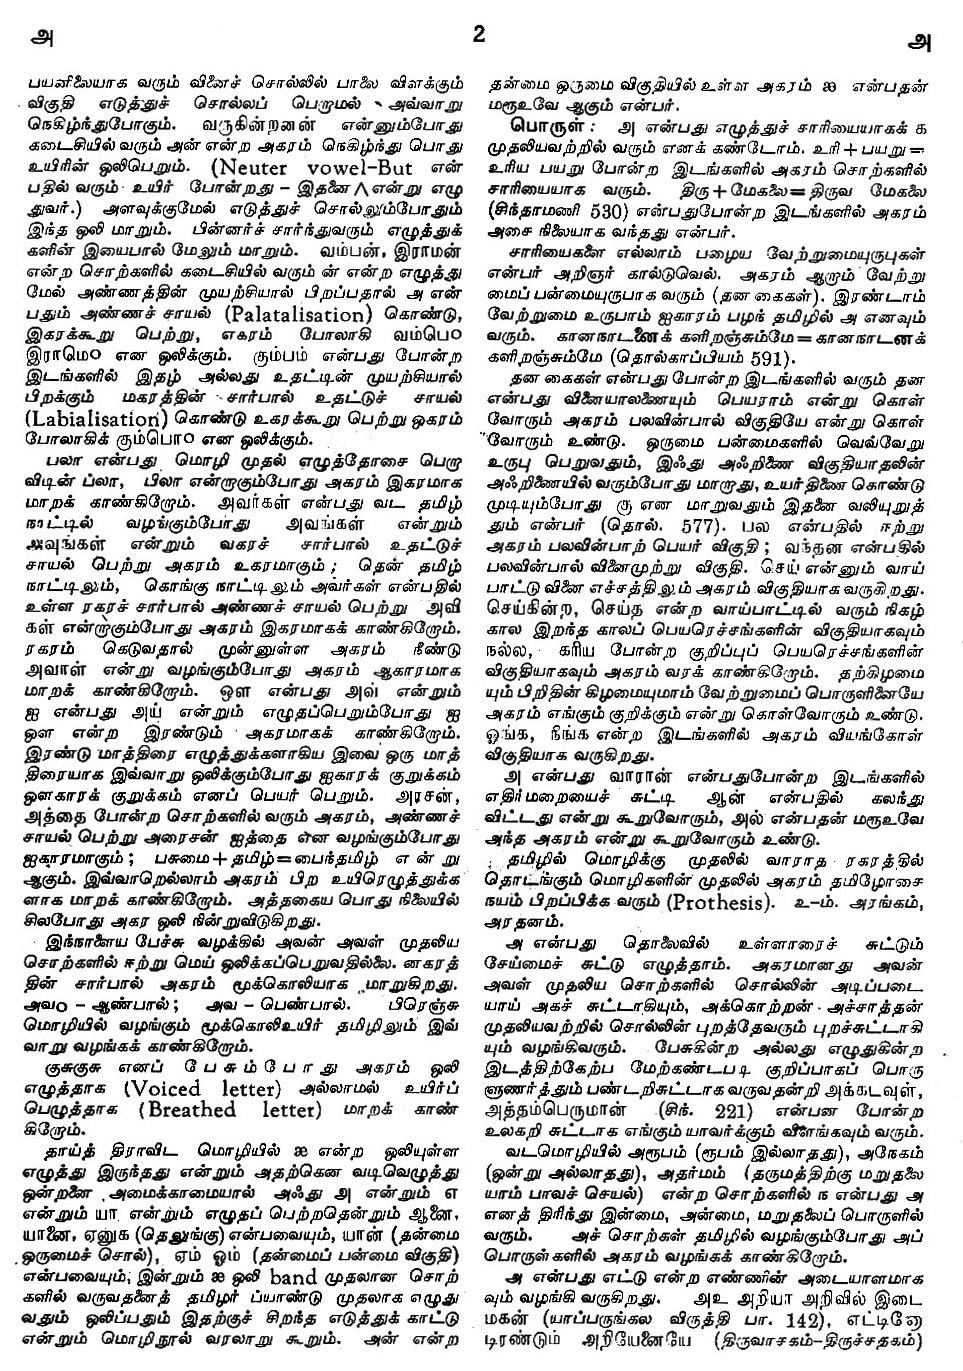 அ
2
அ
பயனிலையாக வரும் வினைச் சொல்லில் பாலை விளக்கும்
விகுதி எடுத்துச் சொல்லப் பெறாமல் அவ்வாறு
நெகிழ்ந்துபோகும். வருகின்றனன் என்னும்போது
கடைசியில் வரும் அன் என்ற அகரம் நெகிழ்ந்து பொது
உயிரின் ஒலிபெறும். (Neuter vowel-But என்
பதில் வரும் உயிர் போன்றது - இதனை Λ என்று எழு
துவர்.) அளவுக்குமேல் எடுத்துச் சொல்லும்போதும்
இந்த ஒலி மாறும். பின்னர்ச் சார்ந்துவரும் எழுத்துக்
களின் இயைபால் மேலும் மாறும். வம்பன், இராமன்
என்ற சொற்களில் கடைசியில் வரும் ன் என்ற எழுத்து
மேல் அண்ணத்தின் முயற்சியால் பிறப்பதால் அ என்
பதும் அண்ணச் சாயல் (Palatalisation) கொண்டு,
இகரக்கூறு பெற்று, எகரம் போலாகி வம்பெ௦
இராமெ௦ என ஒலிக்கும். கும்பம் என்பது போன்ற
இடங்களில் இதழ் அல்லது உதட்டின் முயற்சியால்
பிறக்கும் மகரத்தின் சார்பால் உதட்டுச் சாயல்
(Labialisation) கொண்டு உகரக்கூறு பெற்று ஒகரம்
போலாகிக் கும்பொ௦ என ஒலிக்கும்.
பலா என்பது மொழி முதல் எழுத்தோசை பெறா
விடின் ப்லா, பிலா என்றாகும்போது அகரம் இகரமாக
மாறக் காண்கிறோம். அவர்கள் என்பது வட தமிழ்
நாட்டில் வழங்கும்போது அவங்கள் என்றும்
அவுங்கள் என்றும் வகரச் சார்பால் உதட்டுச்
சாயல் பெற்று அகரம் உகரமாகும்; தென் தமிழ்
நாட்டிலும், கொங்கு நாட்டிலும் அவர்கள் என்பதில்
உள்ள ரகரச் சார்பால் அண்ணச் சாயல் பெற்று அவி
கள் என்றாகும்போது அகரம் இகரமாகக் காண்கிறோம்.
ரகரம் கெடுவதால் முன்னுள்ள அகரம் நீண்டு
அவாள் என்று வழங்கும்போது அகரம் ஆகாரமாக
மாறக் காண்கிறோம். ஔ என்பது அவ் என்றும்
ஐ என்பது அய் என்றும் எழுதப்பெறும்போது ஐ
ஔ என்ற இரண்டும் அகரமாகக் காண்கிறோம்.
இரண்டு மாத்திரை எழுத்துக்களாகிய இவை ஒரு மாத்
திரையாக இவ்வாறு ஒலிக்கும்போது ஐகாரக் குறுக்கம்
ஔகாரக் குறுக்கம் எனப் பெயர் பெறும். அரசன்,
அத்தை போன்ற சொற்களில் வரும் அகரம், அண்ணச்
சாயல் பெற்று அரைசன் ஐத்தை என வழங்கும்போது
ஐகாரமாகும்; பசுமை+தமிழ்=பைந்தமிழ் என்று
ஆகும். இவ்வாறெல்லாம் அகரம் பிற உயிரெழுத்துக்க
ளாக மாறக் காண்கிறோம். அத்தகைய பொது நிலையில்
சிலபோது அகர ஒலி நின்றுவிடுகிறது.
இந்நாளைய பேச்சு வழக்கில் அவன் அவள் முதலிய
சொற்களில் ஈற்று மெய் ஒலிக்கப்பெறுவதில்லை. னகரத்
தின் சார்பால் அகரம் மூக்கொலியாக மாறுகிறது.
அவ௦ - ஆண்பால்; அவ - பெண்பால். பிரெஞ்சு
மொழியில் வழங்கும் மூக்கொலிஉயிர் தமிழிலும் இவ்
வாறு வழங்கக் காண்கிறோம்.
குசுகுசு எனப் பேசும்போது அகரம் ஒலி
எழுத்தாக (Voiced letter) அல்லாமல் உயிர்ப்
பெழுத்தாக (Breathed letter) மாறக் காண்
கிறோம்.
தாய்த் திராவிட மொழியில் æ என்ற ஒலியுள்ள
எழுத்து இருந்தது என்றும் அதற்கென வடிவெழுத்து
ஒன்றனை அமைக்காமையால் அஃது அ என்றும் எ
என்றும் யா என்றும் எழுதப் பெற்றதென்றும் ஆனை,
யானை, ஏனுக (தெலுங்கு) என்பவையும், யான் (தன்மை
ஒருமைச் சொல்), ஏம் ஓம் (தன்மைப் பன்மை விகுதி)
என்பவையும், இன்றும் æ ஒலி band முதலான சொற்
களில் வருவதனைத் தமிழர் ப்யாண்டு முதலாக எழுது
வதும் ஒலிப்பதும் இதற்குச் சிறந்த எடுத்துக் காட்டு
என்றும் மொழிநூல் வரலாறு கூறும். அன் என்ற
தன்மை ஒருமை விகுதியில் உள்ள அகரம் æ என்பதன்
மரூஉவே ஆகும் என்பர்.
பொருள்: அ என்பது எழுத்துச் சாரியையாகக் க
முதலியவற்றில் வரும் எனக் கண்டோம். உரி+பயறு=
உரிய பயறு போன்ற இடங்களில் அகரம் சொற்களில்
சாரியையாக வரும். திரு+மேகலை=திருவ மேகலை
(சிந்தாமணி 530) என்பதுபோன்ற இடங்களில் அகரம்
அசை நிலையாக வந்தது என்பர்.
சாரியைகளை எல்லாம் பழைய வேற்றுமையுருபுகள்
என்பர் அறிஞர் கால்டுவெல். அகரம் ஆறாம் வேற்று
மைப் பன்மையுருபாக வரும் (தன கைகள்). இரண்டாம்
வேற்றுமை உருபாம் ஐகாரம் பழந் தமிழில் அ எனவும்
வரும். கானநாடனைக் களிறஞ்சும்மே=கானநாடனக்
களிறஞ்சும்மே (தொல்காப்பியம் 591).
தன கைகள் என்பது போன்ற இடங்களில் வரும் தன
என்பது வினையாலணையும் பெயராம் என்று கொள்
வோரும் அகரம் பலவின்பால் விகுதியே என்று கொள்
வோரும் உண்டு. ஒருமை பன்மைகளில் வெவ்வேறு
உருபு பெறுவதும், இஃது அஃறிணை விகுதியாதலின்
அஃறிணையில் வரும்போது மாறாது, உயர்திணை கொண்டு
முடியும்போது கு என மாறுவதும் இதனை வலியுறுத்
தும் என்பர் (தொல். 577). பல என்பதில் ஈற்று
அகரம் பலவின்பாற் பெயர் விகுதி; வந்தன என்பதில்
பலவின்பால் வினைமுற்று விகுதி. செய் என்னும் வாய்
பாட்டு வினை எச்சத்திலும் அகரம் விகுதியாக வருகிறது.
செய்கின்ற, செய்த என்ற வாய்பாட்டில் வரும் நிகழ்
கால இறந்த காலப் பெயரெச்சங்களின் விகுதியாகவும்
நல்ல, கரிய போன்ற குறிப்புப் பெயரெச்சங்களின்
விகுதியாகவும் அகரம் வரக் காண்கிறோம். தற்கிழமை
யும் பிறிதின் கிழமையுமாம் வேற்றுமைப் பொருளினையே
அகரம் எங்கும் குறிக்கும் என்று கொள்வோரும் உண்டு.
ஓங்க, நீங்க என்ற இடங்களில் அகரம் வியங்கோள்
விகுதியாக வருகிறது.
அ என்பது வாரான் என்பதுபோன்ற இடங்களில்
எதிர்மறையைச் சுட்டி ஆன் என்பதில் கலந்து
விட்டது என்று கூறுவோரும், அல் என்பதன் மரூஉவே
அந்த அகரம் என்று கூறுவோரும் உண்டு.
தமிழில் மொழிக்கு முதலில் வாராத ரகரத்தில்
தொடங்கும் மொழிகளின் முதலில் அகரம் தமிழோசை
நயம் பிறப்பிக்க வரும் (Prothesis). உ-ம். அரங்கம்,
அரதனம்.
அ என்பது தொலைவில் உள்ளாரைச் சுட்டும்
சேய்மைச் சுட்டு எழுத்தாம். அகரமானது அவன்
அவள் முதலிய சொற்களில் சொல்லின் அடிப்படை
யாய் அகச் சுட்டாகியும், அக்கொற்றன் அச்சாத்தன்
முதலியவற்றில் சொல்லின் புறத்தேவரும் புறச்சுட்டாகி
யும் வழங்கிவரும். பேசுகின்ற அல்லது எழுதுகின்ற
இடத்திற்கேற்ப மேற்கண்டபடி குறிப்பாகப் பொரு
ளுணர்த்தும் பண்டறிசுட்டாக வருவதன்றி அக்கடவுள்,
அத்தம்பெருமான் (சிந். 221) என்பன போன்ற
உலகறி சுட்டாக எங்கும் யாவர்க்கும் விளங்கவும் வரும்.
வடமொழியில் அரூபம் (ரூபம் இல்லாதது), அநேகம்
(ஒன்று அல்லாதது), அதர்மம் (தருமத்திற்கு மறுதலை
யாம் பாவச் செயல்) என்ற சொற்களில் ந என்பது அ
எனத் திரிந்து இன்மை, அன்மை, மறுதலைப் பொருளில்
வரும். அச் சொற்கள் தமிழில் வழங்கும்போது அப்
பொருள்களில் அகரம் வழங்கக் காண்கிறோம்.
அ என்பது எட்டு என்ற எண்ணின் அடையாளமாக
வும் வழங்கி வருகிறது. அஉ அறியா அறிவில் இடை
மகன் (யாப்பருங்கல விருத்தி பா. 142), எட்டினோ
டிரண்டும் அறியேனையே (திருவாசகம்-திருச்சதகம்)